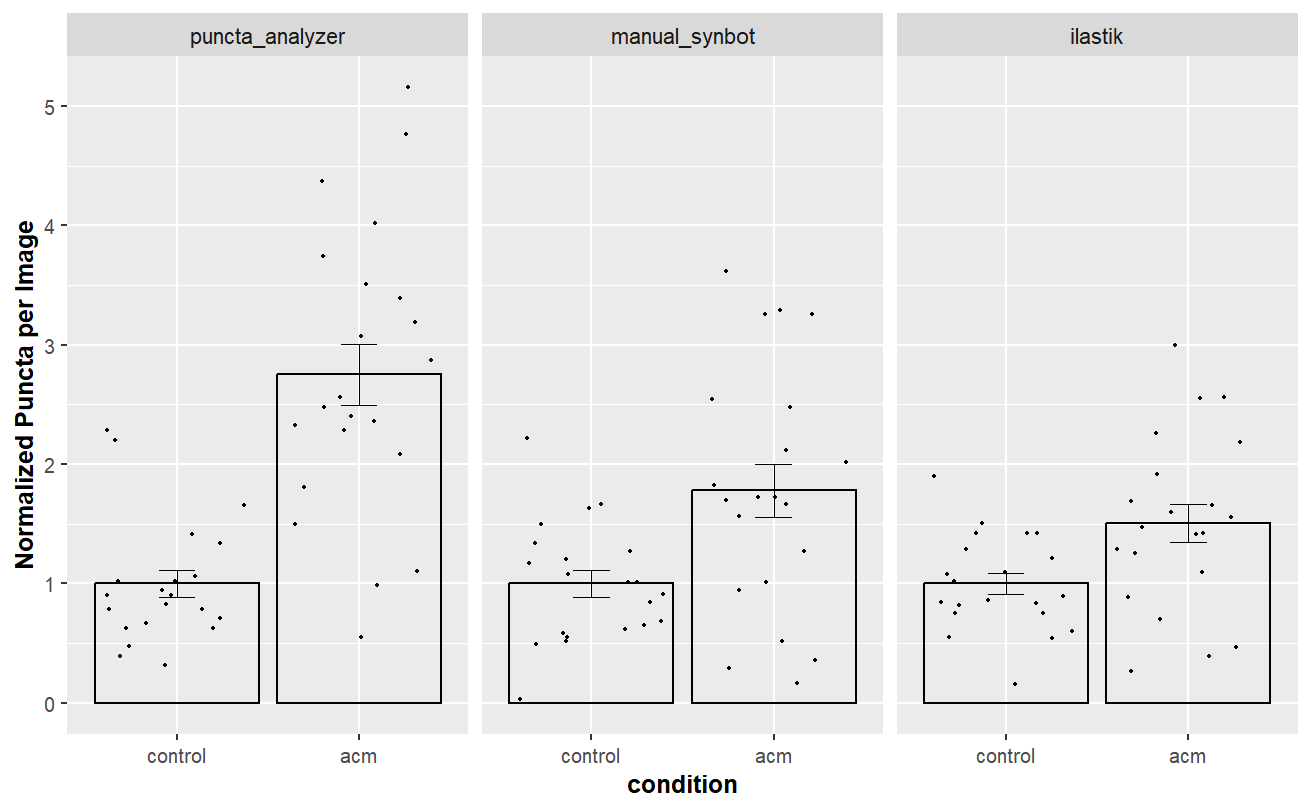 puncta_analyzer manual_synbot ilastik
Normalized Puncta per Image
5
4
3
2
1
0
control acm control acm control acm
condition